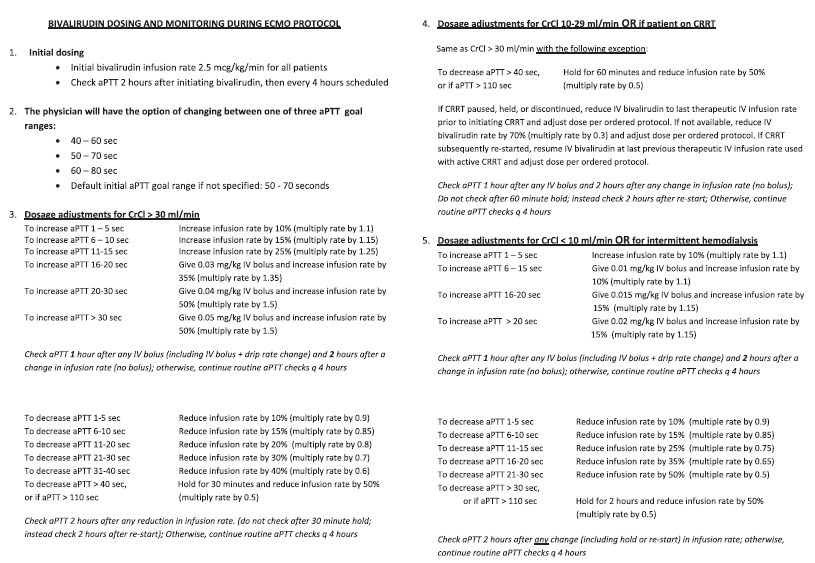 BIVALIRUDIN DOSING AND MONITORING DURING ECMO PROTOCOL
1. Initial dosing
• Initial bivalirudin infusion rate 2.5 mcg/kg/min for all patients
• Check aPTT 2 hours after initiating bivalirudin, then every 4 hours scheduled
2. The physician will have the option of changing between one of three aPTT goal
ranges:
• 40 – 60 sec
• 50 – 70 sec
• 60 – 80 sec
• Default initial aPTT goal range if not specified: 50 - 70 seconds
3. Dosage adjustments for CrCl > 30 ml/min
To increase aPTT 1 – 5 sec Increase infusion rate by 10% (multiply rate by 1.1)
To increase aPTT 6 – 10 sec Increase infusion rate by 15% (multiply rate by 1.15)
To increase aPTT 11-15 sec Increase infusion rate by 25% (multiply rate by 1.25)
To increase aPTT 16-20 sec Give 0.03 mg/kg IV bolus and increase infusion rate by
35% (multiply rate by 1.35)
To increase aPTT 20-30 sec Give 0.04 mg/kg IV bolus and increase infusion rate by
50% (multiply rate by 1.5)
To increase aPTT > 30 sec Give 0.05 mg/kg IV bolus and increase infusion rate by
50% (multiply rate by 1.5)
Check aPTT 1 hour after any IV bolus (including IV bolus + drip rate change) and 2 hours after a
change in infusion rate (no bolus); otherwise, continue routine aPTT checks q 4 hours
To decrease aPTT 1-5 sec Reduce infusion rate by 10% (multiply rate by 0.9)
To decrease aPTT 6-10 sec Reduce infusion rate by 15% (multiply rate by 0.85)
To decrease aPTT 11-20 sec Reduce infusion rate by 20% (multiply rate by 0.8)
To decrease aPTT 21-30 sec Reduce infusion rate by 30% (multiply rate by 0.7)
To decrease aPTT 31-40 sec Reduce infusion rate by 40% (multiply rate by 0.6)
To decrease aPTT > 40 sec, Hold for 30 minutes and reduce infusion rate by 50%
or if aPTT > 110 sec (multiply rate by 0.5)
Check aPTT 2 hours after any reduction in infusion rate. (do not check after 30 minute hold;
instead check 2 hours after re-start); Otherwise, continue routine aPTT checks q 4 hours
4. Dosage adjustments for CrCl 10-29 ml/min OR if patient on CRRT
Same as CrCl > 30 ml/min with the following exception:
To decrease aPTT > 40 sec, Hold for 60 minutes and reduce infusion rate by 50%
or if aPTT > 110 sec (multiply rate by 0.5)
If CRRT paused, held, or discontinued, reduce IV bivalirudin to last therapeutic IV infusion rate
prior to initiating CRRT and adjust dose per ordered protocol. If not available, reduce IV
bivalirudin rate by 70% (multiply rate by 0.3) and adjust dose per ordered protocol. If CRRT
subsequently re-started, resume IV bivalirudin at last previous therapeutic IV infusion rate used
with active CRRT and adjust dose per ordered protocol.
Check aPTT 1 hour after any IV bolus and 2 hours after any change in infusion rate (no bolus);
Do not check after 60 minute hold; instead check 2 hours after re-start; Otherwise, continue
routine aPTT checks q 4 hours
5. Dosage adjustments for CrCl < 10 ml/min OR for intermittent hemodialysis
To increase aPTT 1 – 5 sec Increase infusion rate by 10% (multiply rate by 1.1)
To increase aPTT 6 – 15 sec Give 0.01 mg/kg IV bolus and increase infusion rate by
10% (multiply rate by 1.1)
To increase aPTT 16-20 sec Give 0.015 mg/kg IV bolus and increase infusion rate by
15% (multiply rate by 1.15)
To increase aPTT > 20 sec Give 0.02 mg/kg IV bolus and increase infusion rate by
15% (multiply rate by 1.15)
Check aPTT 1 hour after any IV bolus (including IV bolus + drip rate change) and 2 hours after a
change in infusion rate (no bolus); otherwise, continue routine aPTT checks q 4 hours
To decrease aPTT 1-5 sec Reduce infusion rate by 10% (multiple rate by 0.9)
To decrease aPTT 6-10 sec Reduce infusion rate by 15% (multiple rate by 0.85)
To decrease aPTT 11-15 sec Reduce infusion rate by 25% (multiple rate by 0.75)
To decrease aPTT 16-20 sec Reduce infusion rate by 35% (multiple rate by 0.65)
To decrease aPTT 21-30 sec Reduce infusion rate by 50% (multiply rate by 0.5)
To decrease aPTT > 30 sec,
or if aPTT > 110 sec Hold for 2 hours and reduce infusion rate by 50%
(multiply rate by 0.5)
Check aPTT 2 hours after any change (including hold or re-start) in infusion rate; otherwise,
continue routine aPTT checks q 4 hours